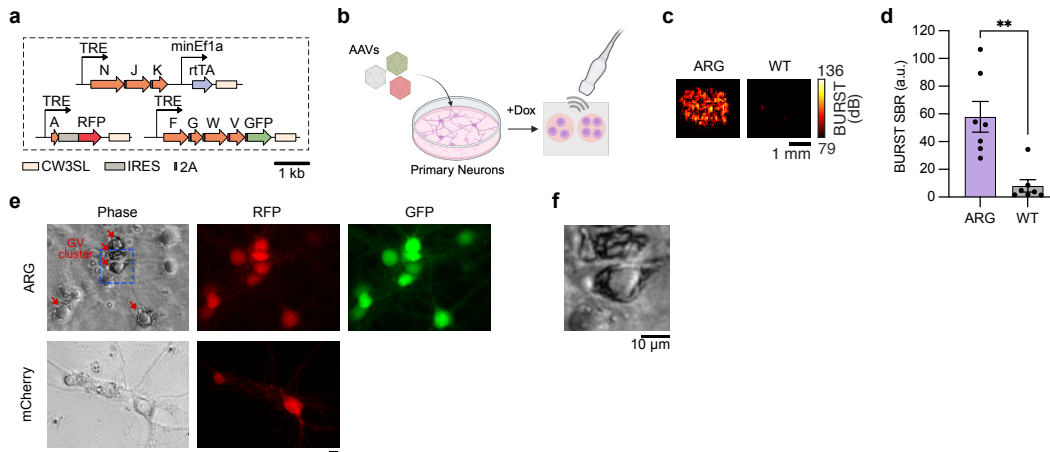 a
TRE
minEf1a
N
J
K
rtTA
TRE
TRE
A
RFP
F
G
W
V
GFP
CW3SL
IRES
2A
1 kb
b
AAVs
+Dox
Primary Neurons
c
ARG
WT
136
BURST
(dB)
79
1 mm
d
**
BURST SBR (a.u.)
120
100
80
60
40
20
0
ARG
WT
e
Phase
RFP
GFP
ARG
GV
cluster
mCherry
f
10 µm